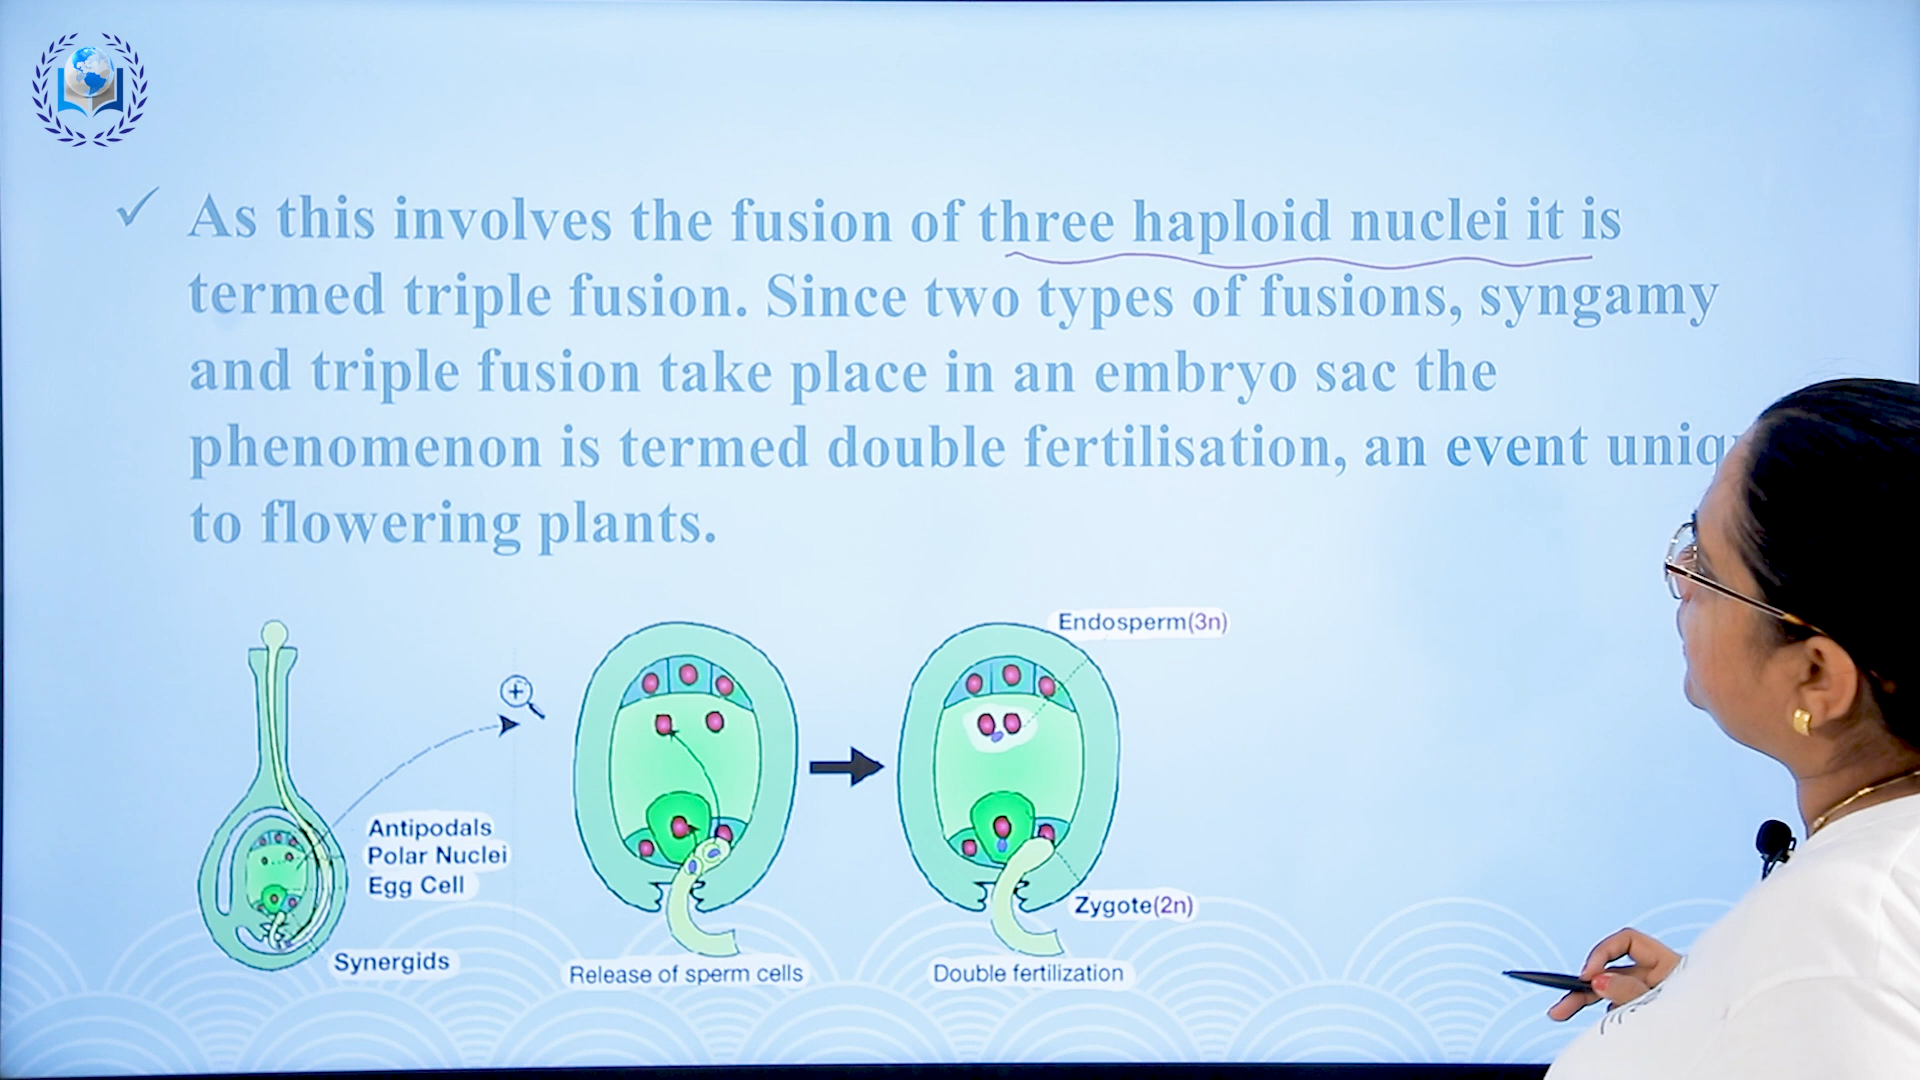 As this involves the fusion of three haploid nuclei it is
termed triple fusion. Since two types of fusions, syngamy
and triple fusion take place in an embryo sac the
phenomenon is termed double fertilisation, an event
to flowering plants.
Endosperm(3n)
Antipodals
Polar Nuclei
Egg Cell
Synergids
Zygote(2n)
Release of sperm cells
Double fertilization